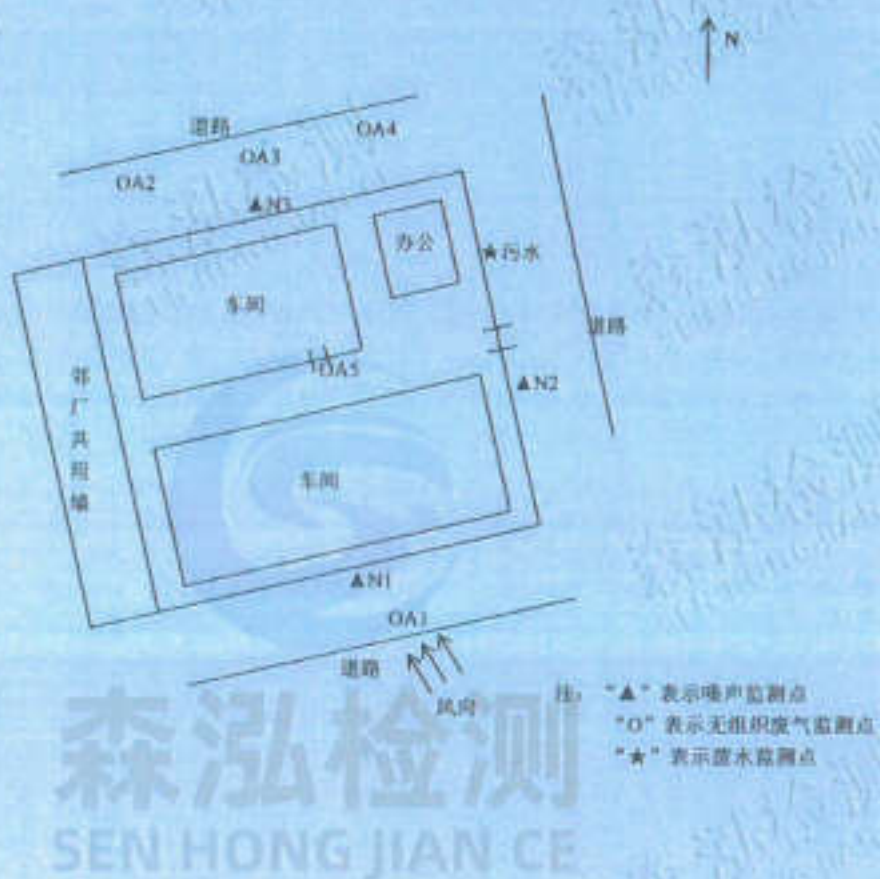 N
道路
OA4
OA3
OA2
▲N3
办公
★污水
车间
道路
OA5
▲N2
邻厂共用墙
车间
▲N1
OA1
道路
风向
注：“▲”表示噪声监测点
“O”表示无组织废气监测点
“★”表示废水监测点
森泓检测
SEN HONG JIAN CE